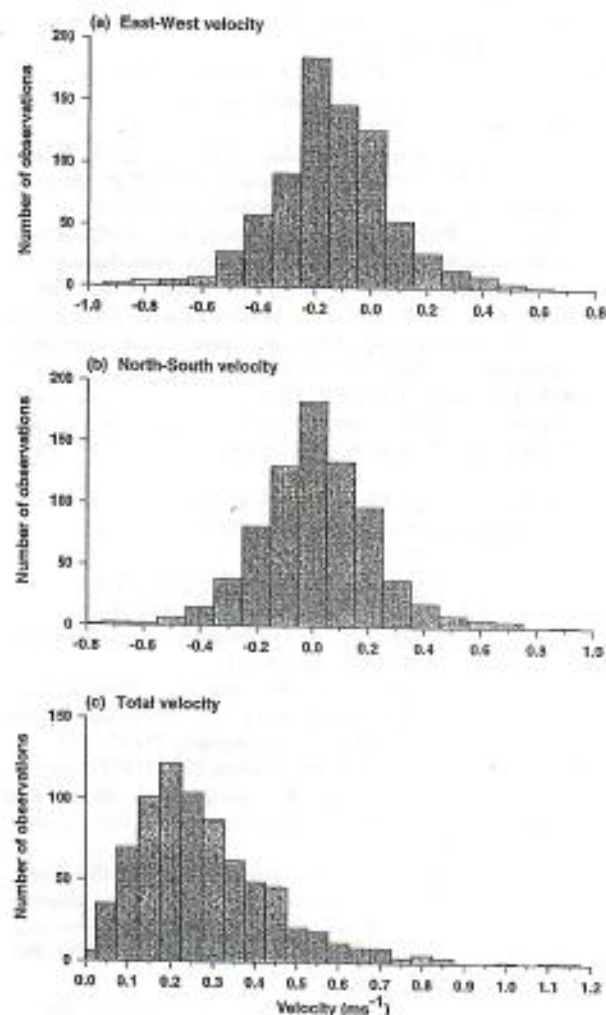 (a) East-West velocity
Number of observations
200
150
100
50
0
-1.0 -0.8 -0.6 -0.4 -0.2 0.0 0.2 0.4 0.6 0.8
(b) North-South velocity
Number of observations
200
150
100
50
0
-0.8 -0.6 -0.4 -0.2 0.0 0.2 0.4 0.6 0.8 1.0
(c) Total velocity
Number of observations
150
100
50
0
0.0 0.1 0.2 0.3 0.4 0.5 0.6 0.7 0.8 0.9 1.0 1.1 1.2
Velocity (ms⁻¹)